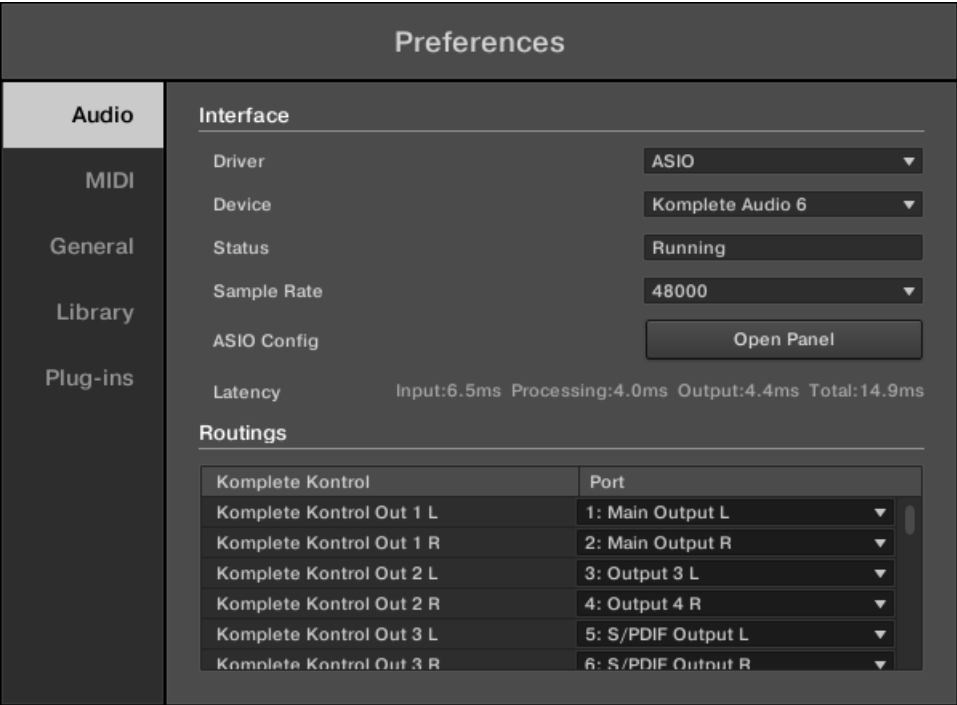 Preferences
Audio
MIDI
General
Library
Plug-ins
Interface
Driver ASIO
Device Komplete Audio 6
Status Running
Sample Rate 48000
ASIO Config Open Panel
Latency Input:6.5ms Processing:4.0ms Output:4.4ms Total:14.9ms
Routings
Komplete Kontrol Port
Komplete Kontrol Out 1 L 1: Main Output L
Komplete Kontrol Out 1 R 2: Main Output R
Komplete Kontrol Out 2 L 3: Output 3 L
Komplete Kontrol Out 2 R 4: Output 4 R
Komplete Kontrol Out 3 L 5: S/PDIF Output L
Komplete Kontrol Out 3 R 6: S/PDIF Output R